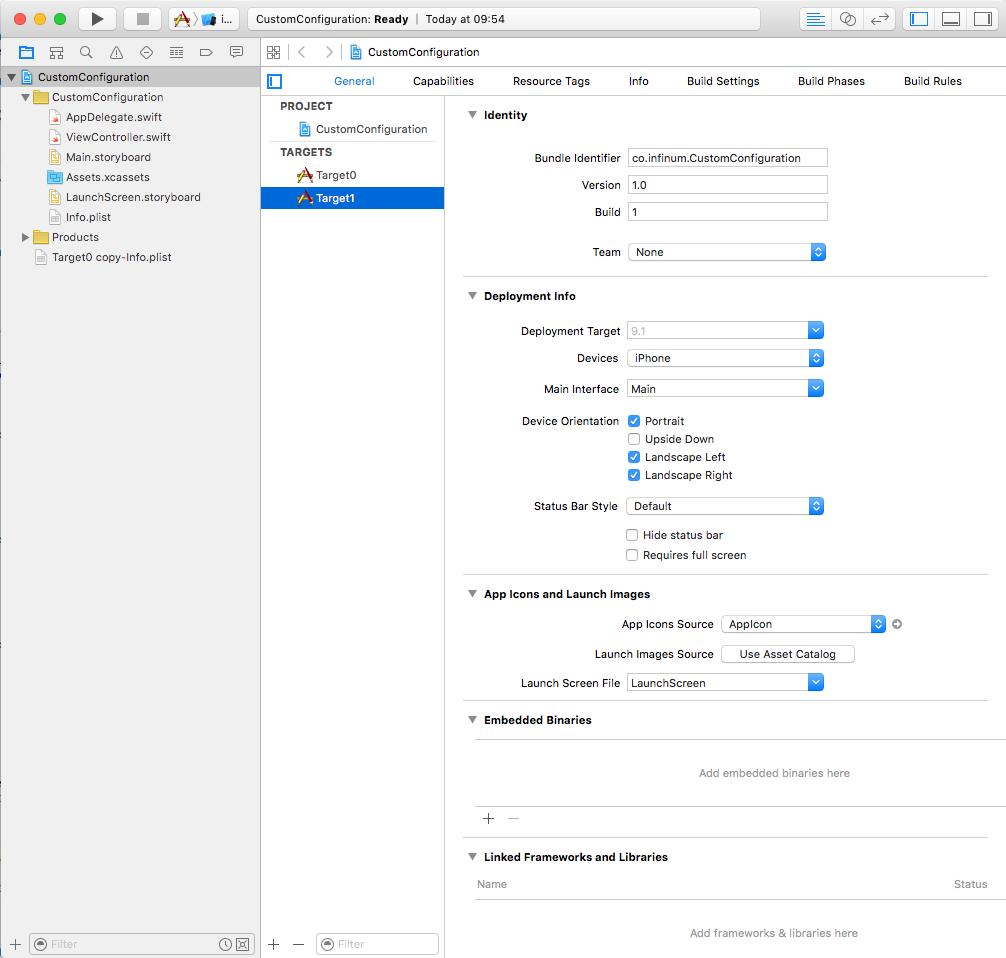 i...
CustomConfiguration: Ready | Today at 09:54
CustomConfiguration
CustomConfiguration
AppDelegate.swift
ViewController.swift
Main.storyboard
Assets.xcassets
LaunchScreen.storyboard
Info.plist
Products
Target0 copy-Info.plist
Filter
CustomConfiguration
General Capabilities Resource Tags Info Build Settings Build Phases Build Rules
PROJECT
CustomConfiguration
TARGETS
Target0
Target1
Filter
Identity
Bundle Identifier co.infinum.CustomConfiguration
Version 1.0
Build 1
Team None
Deployment Info
Deployment Target 9.1
Devices iPhone
Main Interface Main
Device Orientation Portrait
Upside Down
Landscape Left
Landscape Right
Status Bar Style Default
Hide status bar
Requires full screen
App Icons and Launch Images
App Icons Source AppIcon
Launch Images Source Use Asset Catalog
Launch Screen File LaunchScreen
Embedded Binaries
Add embedded binaries here
Linked Frameworks and Libraries
Name Status
Add frameworks & libraries here